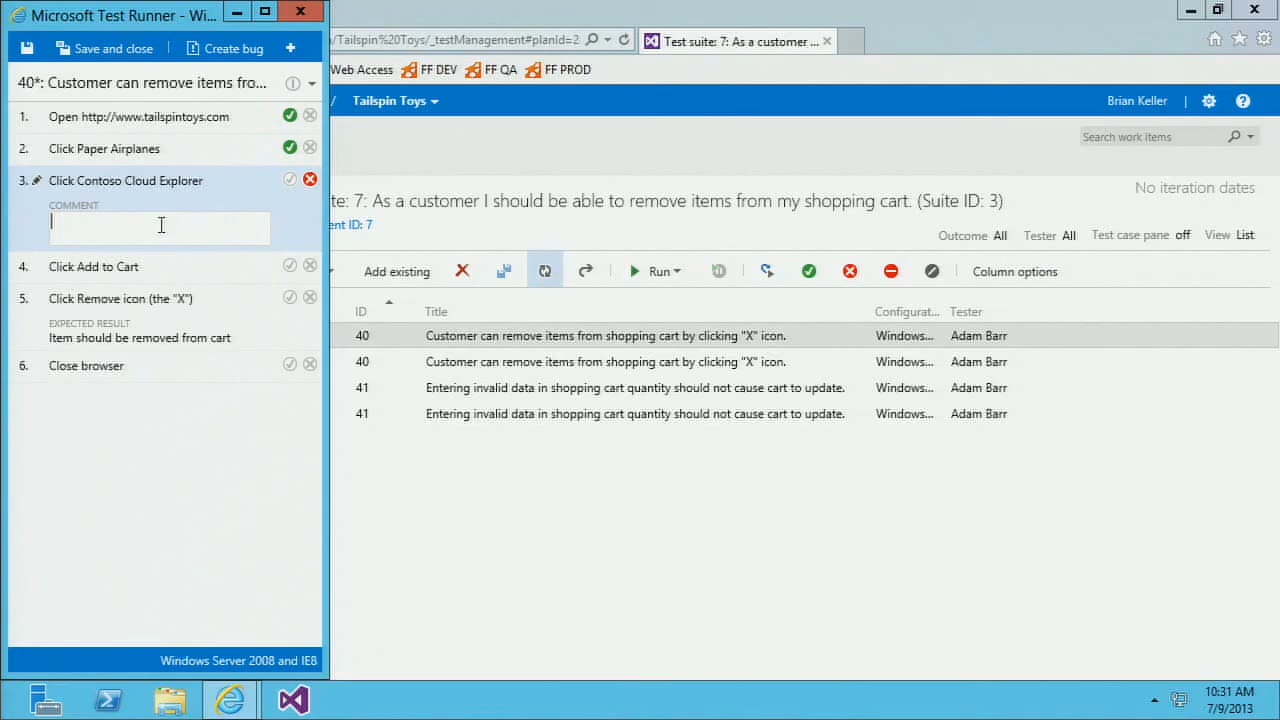 Microsoft Test Runner - Wi...
Save and close
Create bug
40*: Customer can remove items fro...
1. Open http://www.tailspintoys.com
2. Click Paper Airplanes
3. Click Contoso Cloud Explorer
COMMENT
4. Click Add to Cart
5. Click Remove icon (the "X")
EXPECTED RESULT
Item should be removed from cart
6. Close browser
Windows Server 2008 and IE8
/Tailspin%20Toys/_testManagement#planId=2
Test suite: 7: As a customer ...
Web Access
FF DEV
FF QA
FF PROD
/ Tailspin Toys
Brian Keller
Search work items
No iteration dates
te: 7: As a customer I should be able to remove items from my shopping cart. (Suite ID: 3)
ent ID: 7
Outcome All
Tester All
Test case pane off
View List
Add existing
Run
Column options
ID Title Configurat... Tester
40 Customer can remove items from shopping cart by clicking "X" icon. Windows... Adam Barr
40 Customer can remove items from shopping cart by clicking "X" icon. Windows... Adam Barr
41 Entering invalid data in shopping cart quantity should not cause cart to update. Windows... Adam Barr
41 Entering invalid data in shopping cart quantity should not cause cart to update. Windows... Adam Barr
10:31 AM
7/9/2013